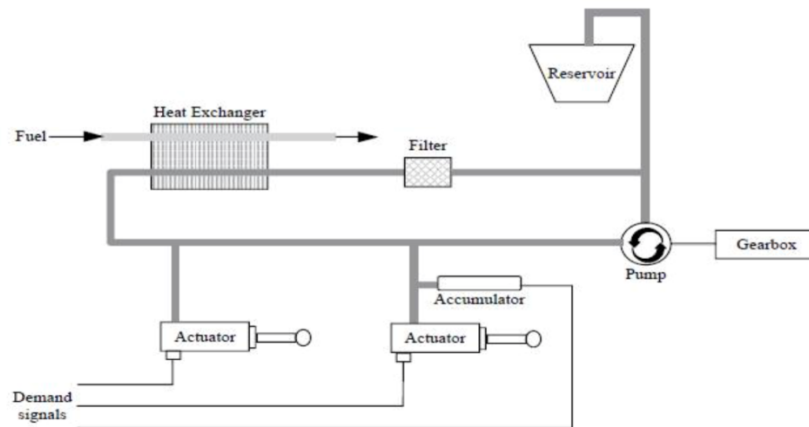 Reservoir
Heat Exchanger
Fuel
Filter
Gearbox
Pump
Accumulator
Actuator
Actuator
Demand
signals